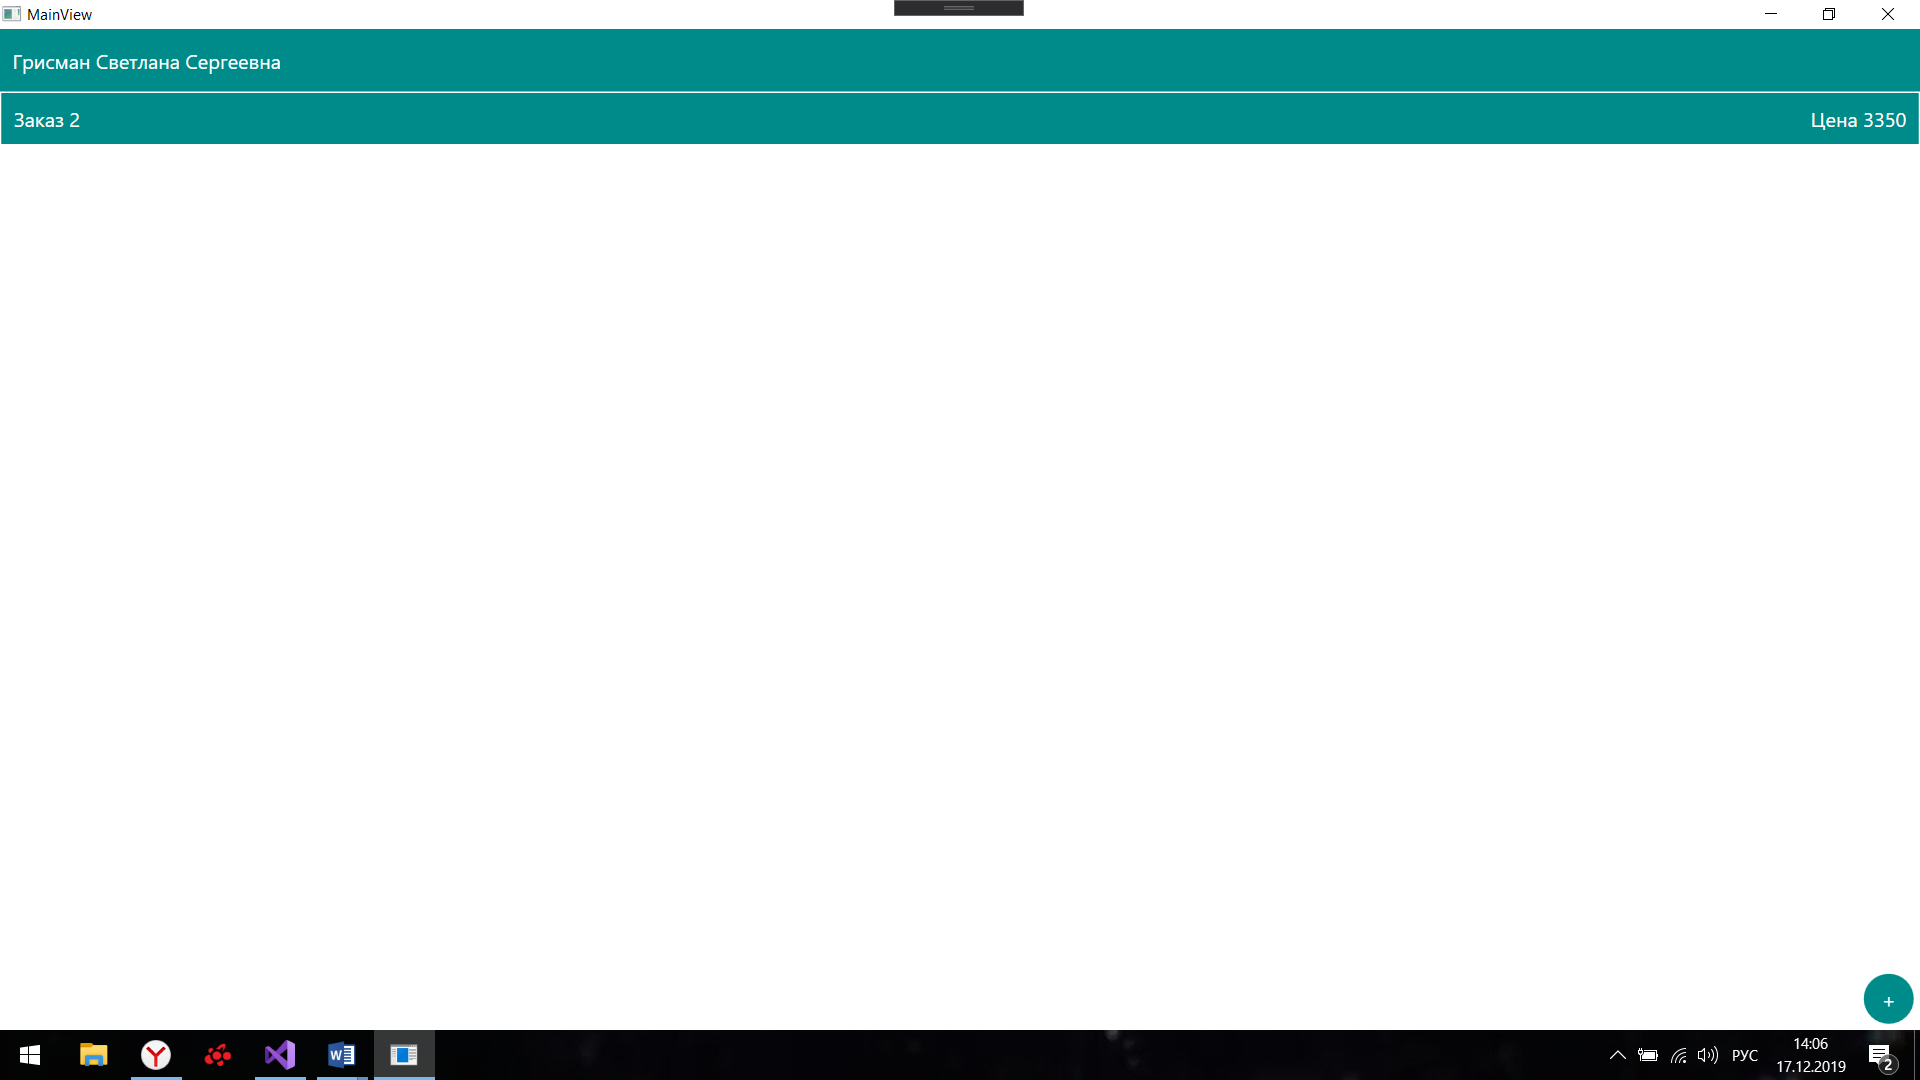 MainView
Грисман Светлана Сергеевна
Заказ 2 Цена 3350
+
РУС
14:06
17.12.2019
2